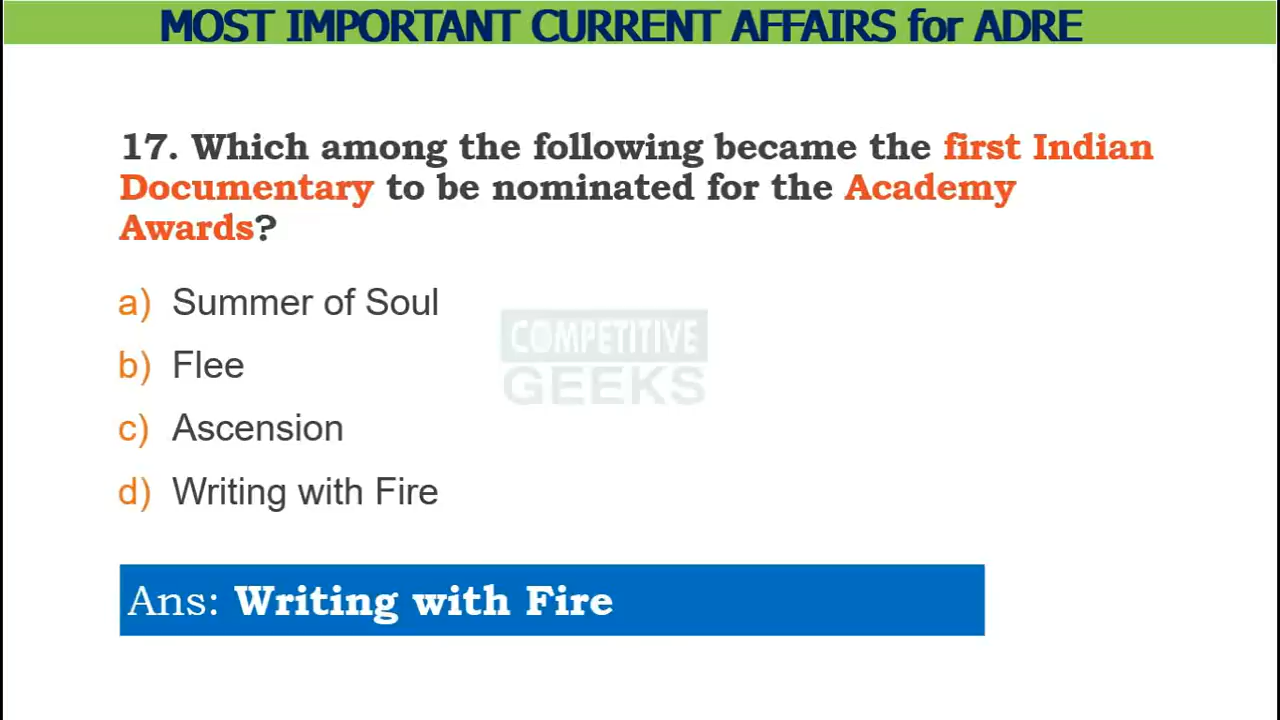 MOST IMPORTANT CURRENT AFFAIRS for ADRE
17. Which among the following became the first Indian
Documentary to be nominated for the Academy
Awards?
a) Summer of Soul
b) Flee
c) Ascension
d) Writing with Fire
COMPETITIVE
GEEKS
Ans: Writing with Fire